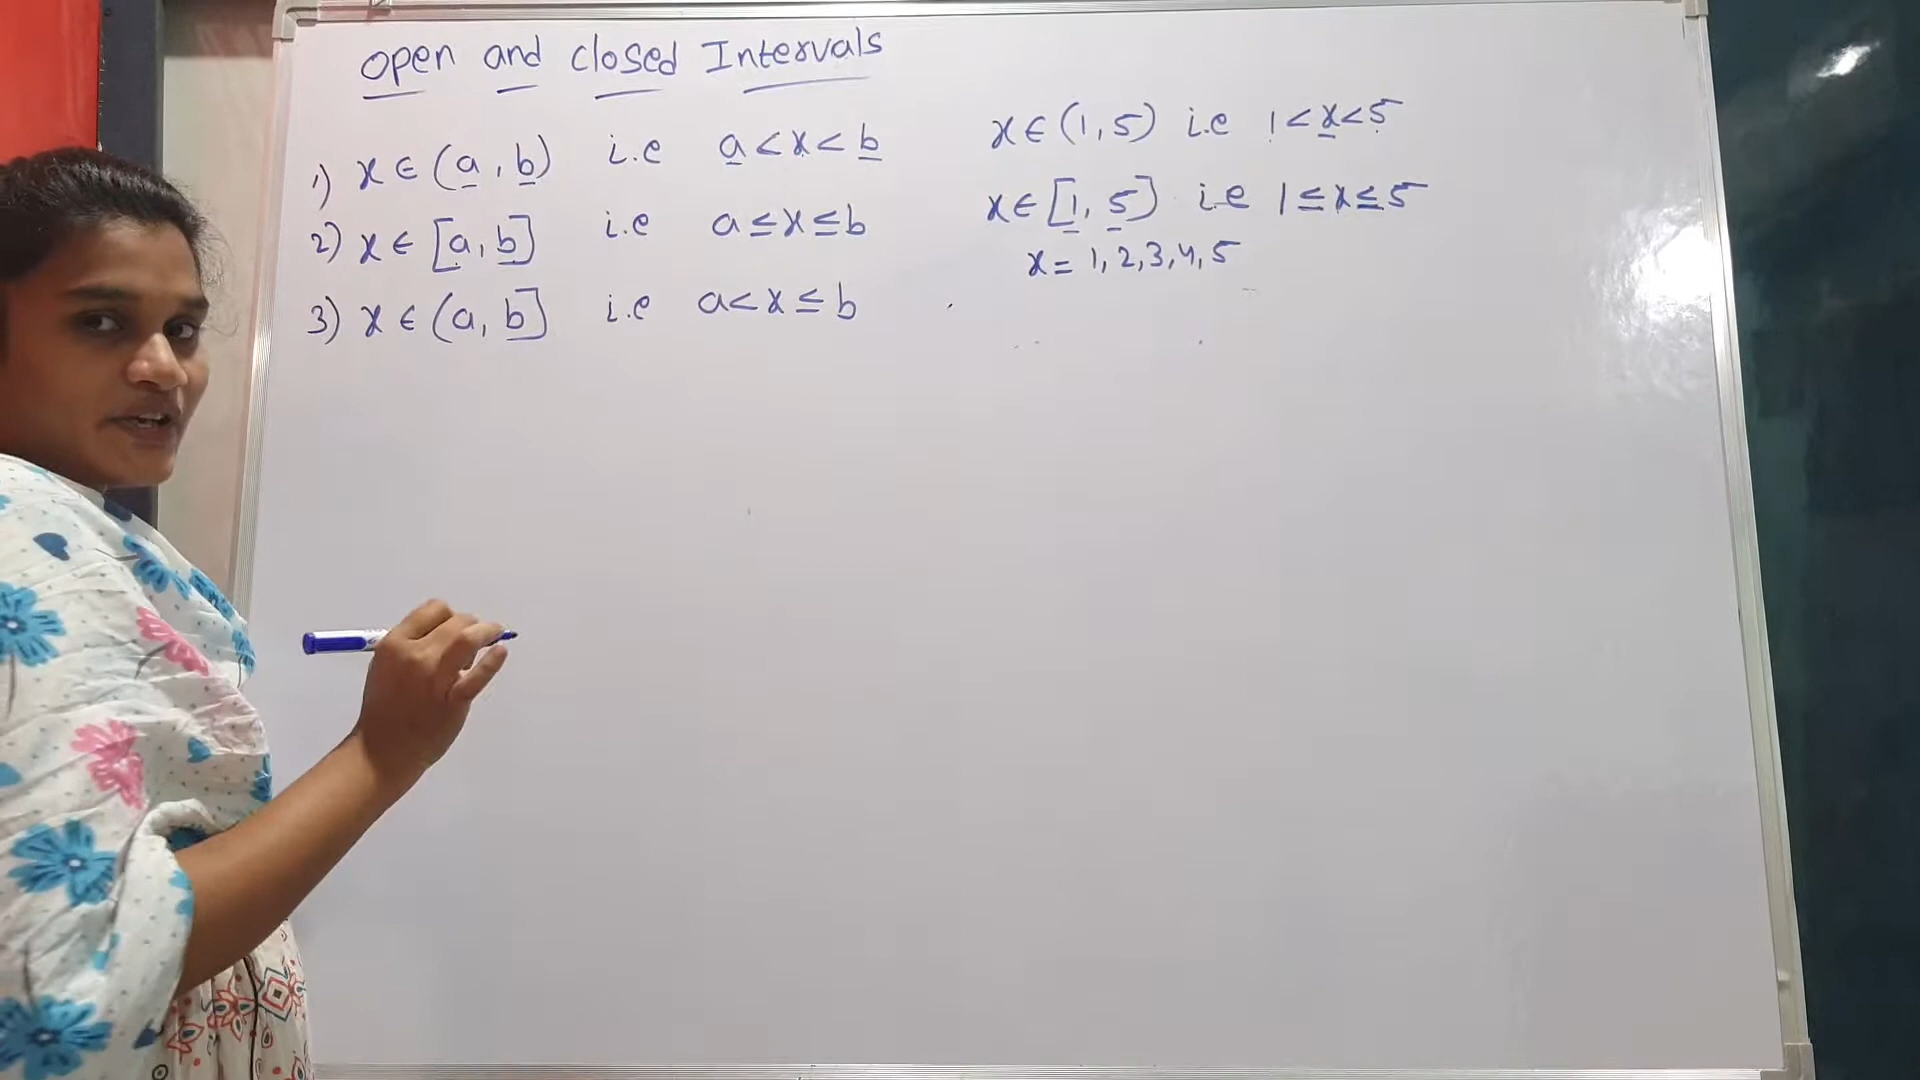 open and closed Intervals
1) x ∈ (a, b) i.e a < x < b
2) x ∈ [a, b] i.e a ≤ x ≤ b
3) x ∈ (a, b] i.e a < x ≤ b
x ∈ (1, 5) i.e 1 < x < 5
x ∈ [1, 5] i.e 1 ≤ x ≤ 5
x = 1, 2, 3, 4, 5